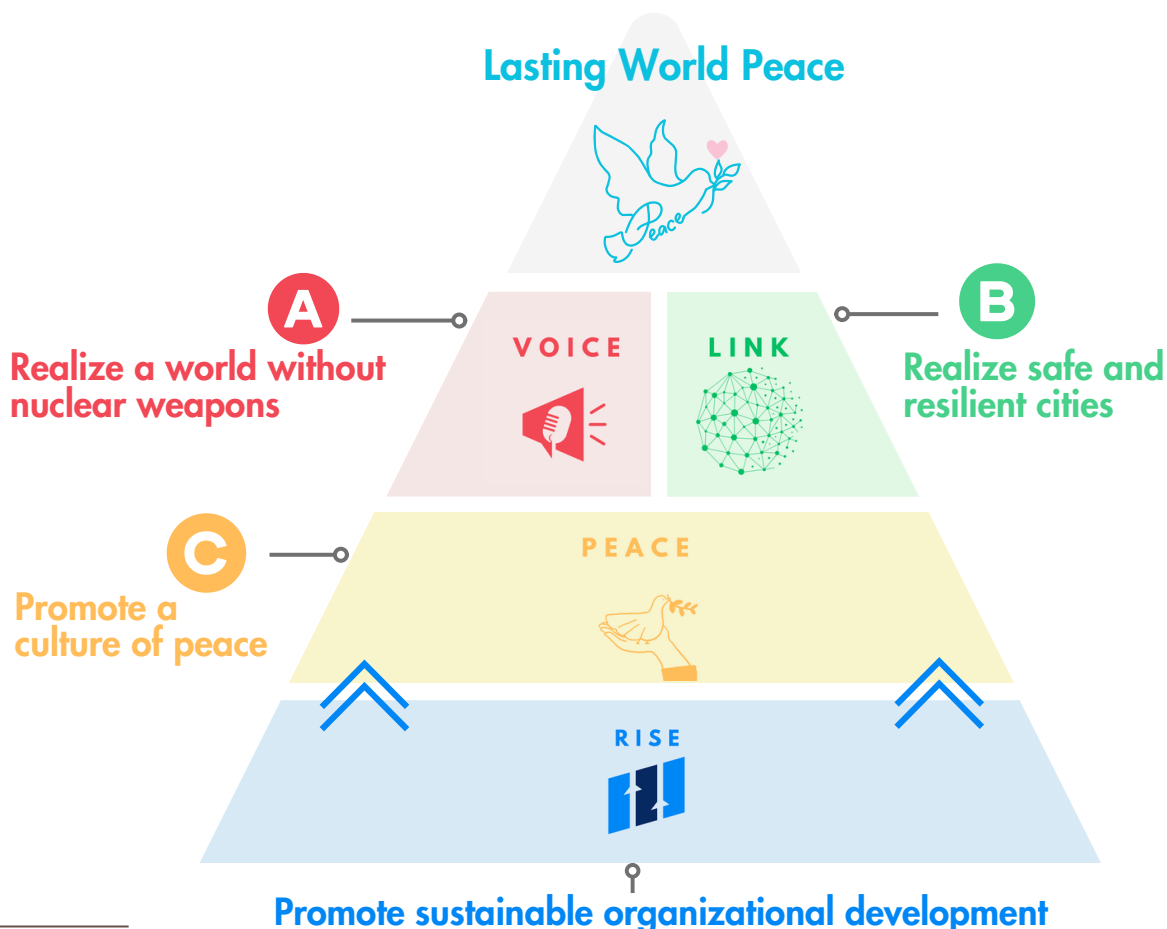 Lasting World Peace
Peace
A
Realize a world without
nuclear weapons
VOICE
LINK
B
Realize safe and
resilient cities
C
Promote a
culture of peace
PEACE
RISE
Promote sustainable organizational development